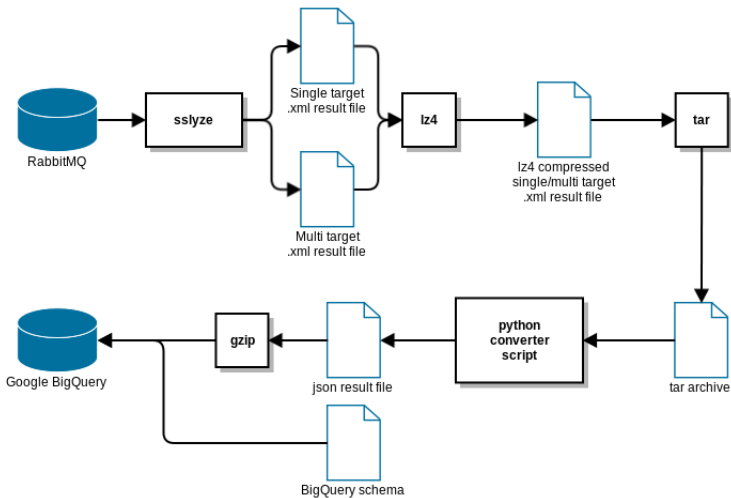 Single target
.xml result file
sslyze
lz4
tar
RabbitMQ
lz4 compressed
single/multi target
.xml result file
Multi target
.xml result file
python
converter
script
gzip
Google BigQuery
json result file
tar archive
BigQuery schema